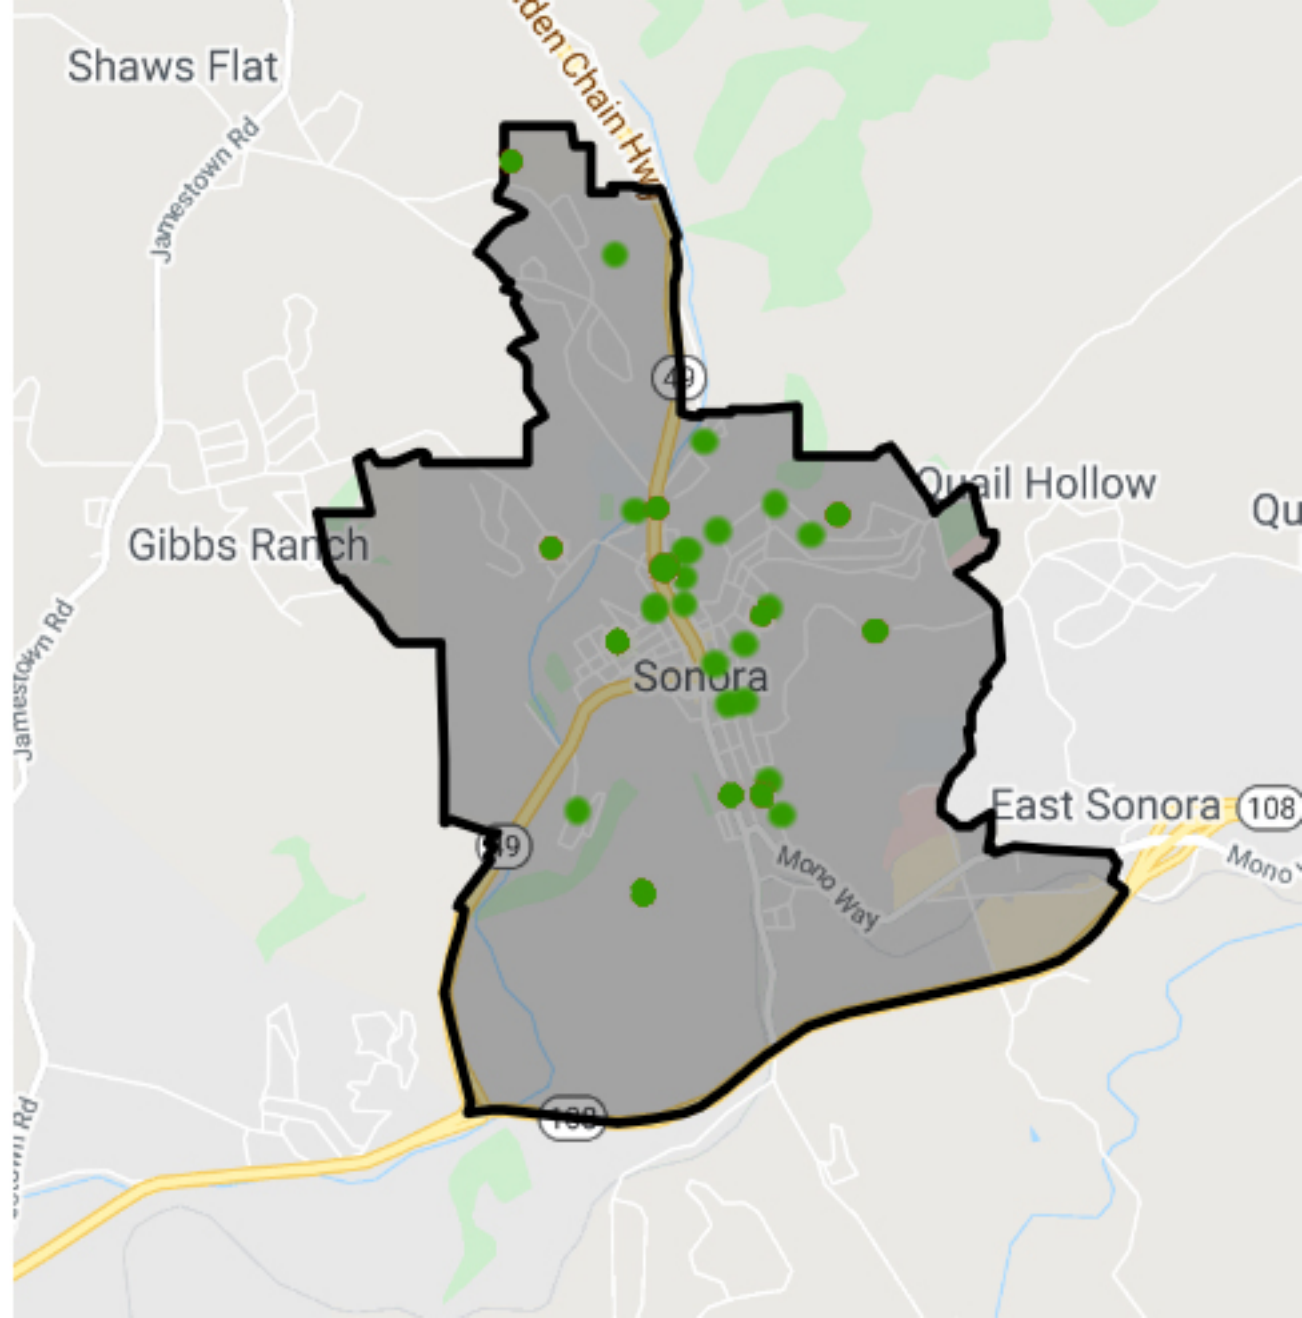 Shaws Flat
Chain Hwy
Jamestown Rd
49
Quail Hollow
Qu
Gibbs Ranch
Jamestown Rd
Sonora
East Sonora
108
Mono
49
Mono Way
108
Rd